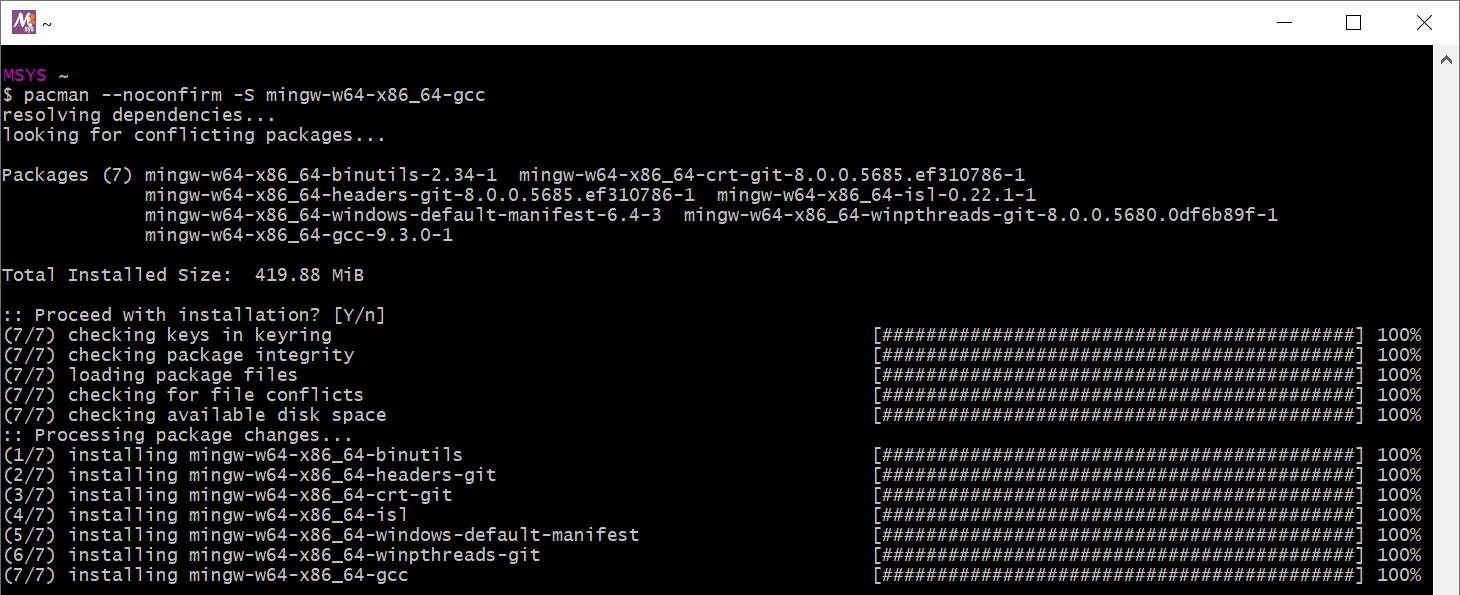 ~
MSYS ~
$ pacman --noconfirm -S mingw-w64-x86_64-gcc
resolving dependencies...
looking for conflicting packages...
Packages (7) mingw-w64-x86_64-binutils-2.34-1  mingw-w64-x86_64-crt-git-8.0.0.5685.ef310786-1
mingw-w64-x86_64-headers-git-8.0.0.5685.ef310786-1  mingw-w64-x86_64-isl-0.22.1-1
mingw-w64-x86_64-windows-default-manifest-6.4-3  mingw-w64-x86_64-winpthreads-git-8.0.0.5680.0df6b89f-1
mingw-w64-x86_64-gcc-9.3.0-1
Total Installed Size:  419.88 MiB
:: Proceed with installation? [Y/n]
(7/7) checking keys in keyring [###########################################] 100%
(7/7) checking package integrity [###########################################] 100%
(7/7) loading package files [###########################################] 100%
(7/7) checking for file conflicts [###########################################] 100%
(7/7) checking available disk space [###########################################] 100%
:: Processing package changes...
(1/7) installing mingw-w64-x86_64-binutils [###########################################] 100%
(2/7) installing mingw-w64-x86_64-headers-git [###########################################] 100%
(3/7) installing mingw-w64-x86_64-crt-git [###########################################] 100%
(4/7) installing mingw-w64-x86_64-isl [###########################################] 100%
(5/7) installing mingw-w64-x86_64-windows-default-manifest [###########################################] 100%
(6/7) installing mingw-w64-x86_64-winpthreads-git [###########################################] 100%
(7/7) installing mingw-w64-x86_64-gcc [###########################################] 100%